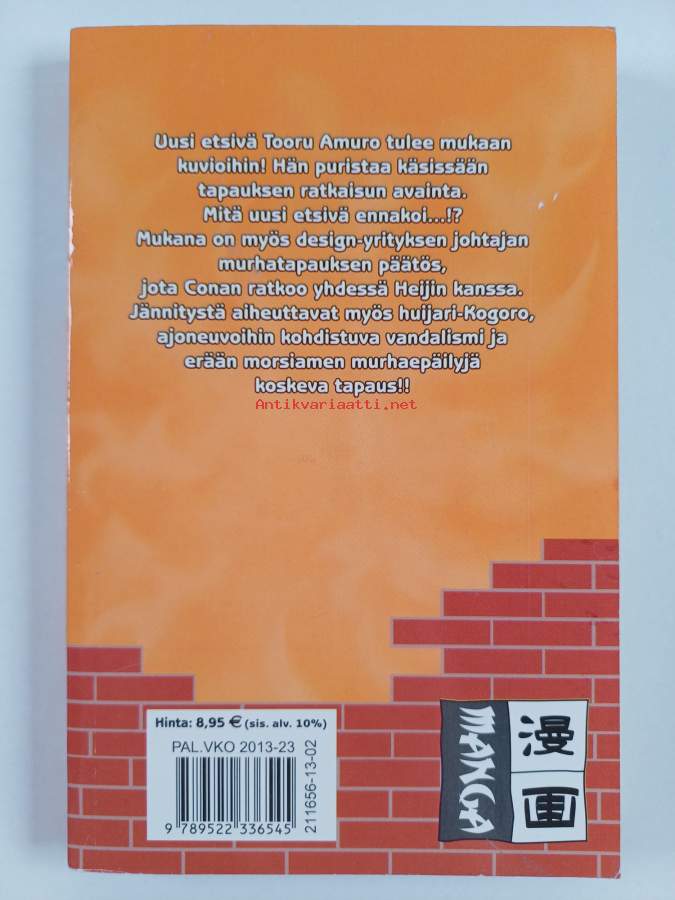 Uusi etsivä Tooru Amuro tulee mukaan
kuvioihin! Hän puristaa käsissään
tapauksen ratkaisun avainta.
Mitä uusi etsivä ennakoi...!?
Mukana on myös design-yrityksen johtajan
murhatapauksen päätös,
jota Conan ratkoo yhdessä Heijin kanssa.
Jännitystä aiheuttavat myös huijari-Kogoro,
ajoneuvoihin kohdistuva vandalismi ja
erään morsiamen murhaepäilyjä
koskeva tapaus!!
Antikvariaatti.net
Hinta: 8,95 € (sis. alv. 10%)
PAL.VKO 2013-23
211656-13-02
9 789522 336545
MANGA
漫画